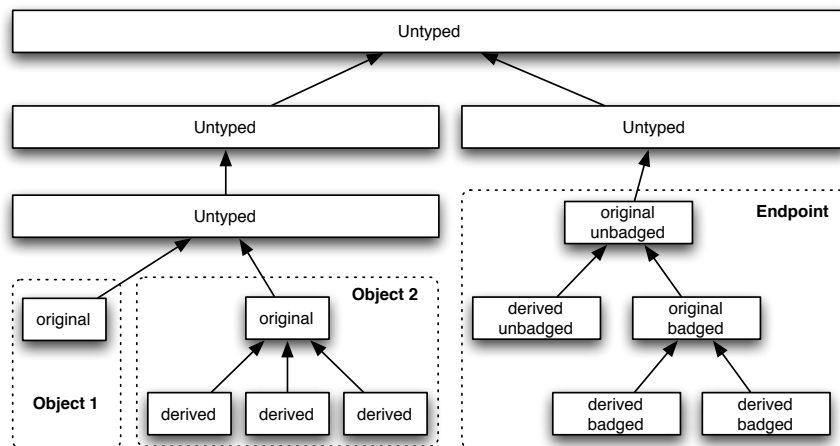 Untyped
Untyped
Untyped
Untyped
original
unbadged
Endpoint
Object 2
original
original
derived
unbadged
original
badged
Object 1
derived
derived
derived
derived
badged
derived
badged